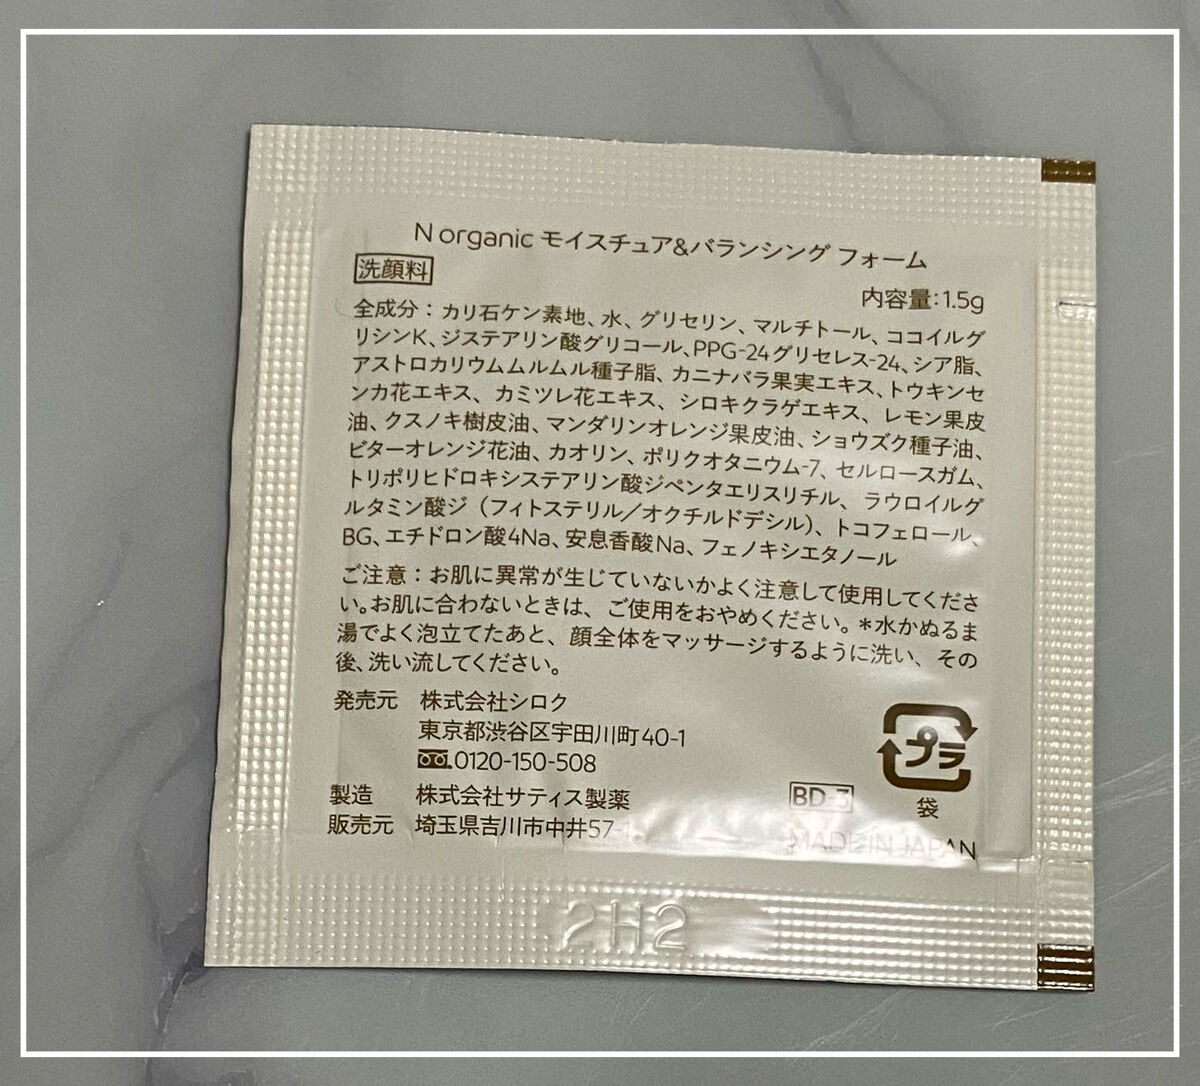 N organic モイスチュア&バランシング フォーム
洗顔料
内容量:1.5g
全成分:カリ石ケン素地、水、グリセリン、マルチトール、ココイルグ
リシンK、ジステアリン酸グリコール、PPG-24グリセレス-24、シア脂、
アストロカリウムムルムル種子脂、カニナバラ果実エキス、トウキンセ
ンカ花エキス、カミツレ花エキス、シロキクラゲエキス、レモン果皮
油、クスノキ樹皮油、マンダリンオレンジ果皮油、ショウズク種子油、
ビターオレンジ花油、カオリン、ポリクオタニウム-7、セルロースガム、
トリポリヒドロキシステアリン酸ジペンタエリスリチル、ラウロイルグ
ルタミン酸ジ(フィトステリル/オクチルドデシル)、トコフェロール、
BG、エチドロン酸4Na、安息香酸Na、フェノキシエタノール
ご注意:お肌に異常が生じていないかよく注意して使用してくださ
い。お肌に合わないときは、ご使用をおやめください。*水かぬるま
湯でよく泡立てたあと、顔全体をマッサージするように洗い、その
後、洗い流してください。
発売元 株式会社シロク
東京都渋谷区宇田川町40-1
0120-150-508
製造 株式会社サティス製薬
販売元 埼玉県吉川市中井57-1
プラ
袋
BD-3
MADE IN JAPAN
2H2